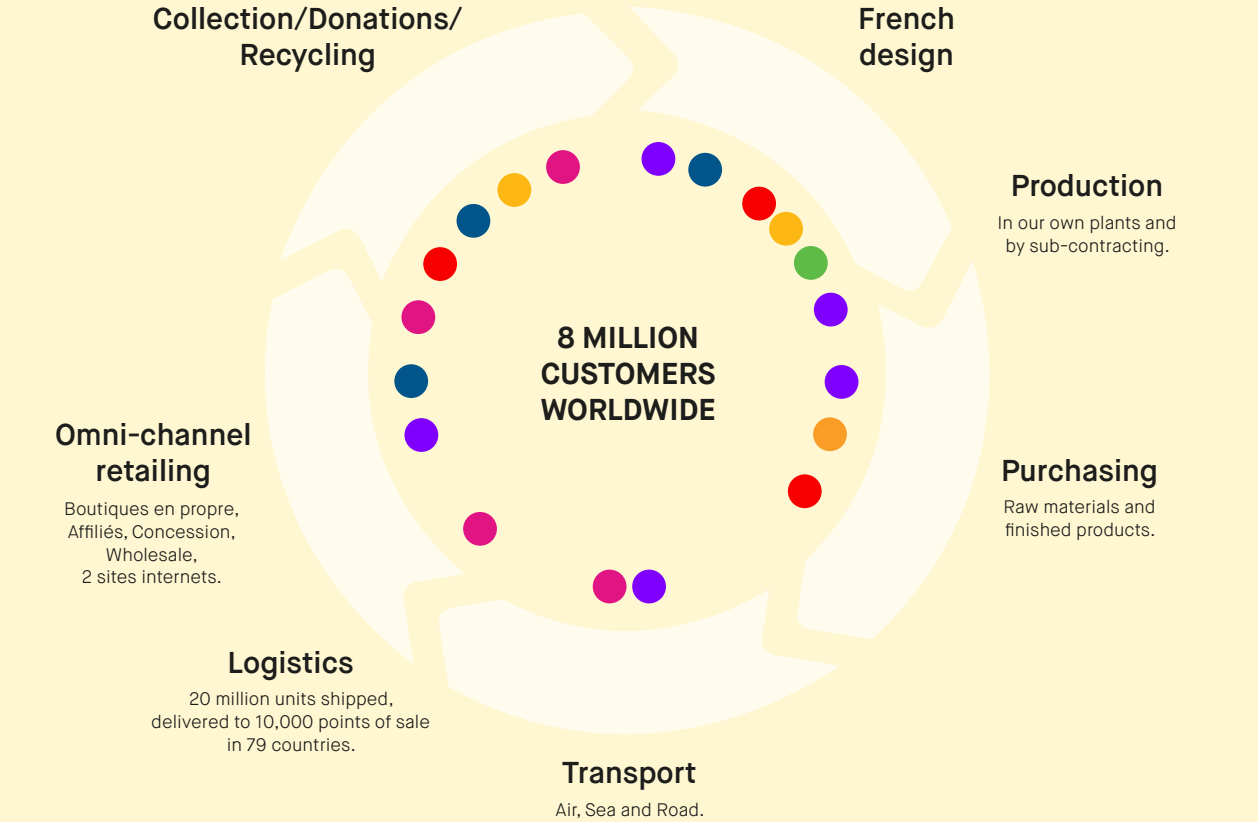 Collection/Donations/
Recycling
French
design
Production
In our own plants and
by sub-contracting.
8 MILLION
CUSTOMERS
WORLDWIDE
Omni-channel
retailing
Boutiques en propre,
Affiliés, Concession,
Wholesale,
2 sites internets.
Purchasing
Raw materials and
finished products.
Logistics
20 million units shipped,
delivered to 10,000 points of sale
in 79 countries.
Transport
Air, Sea and Road.